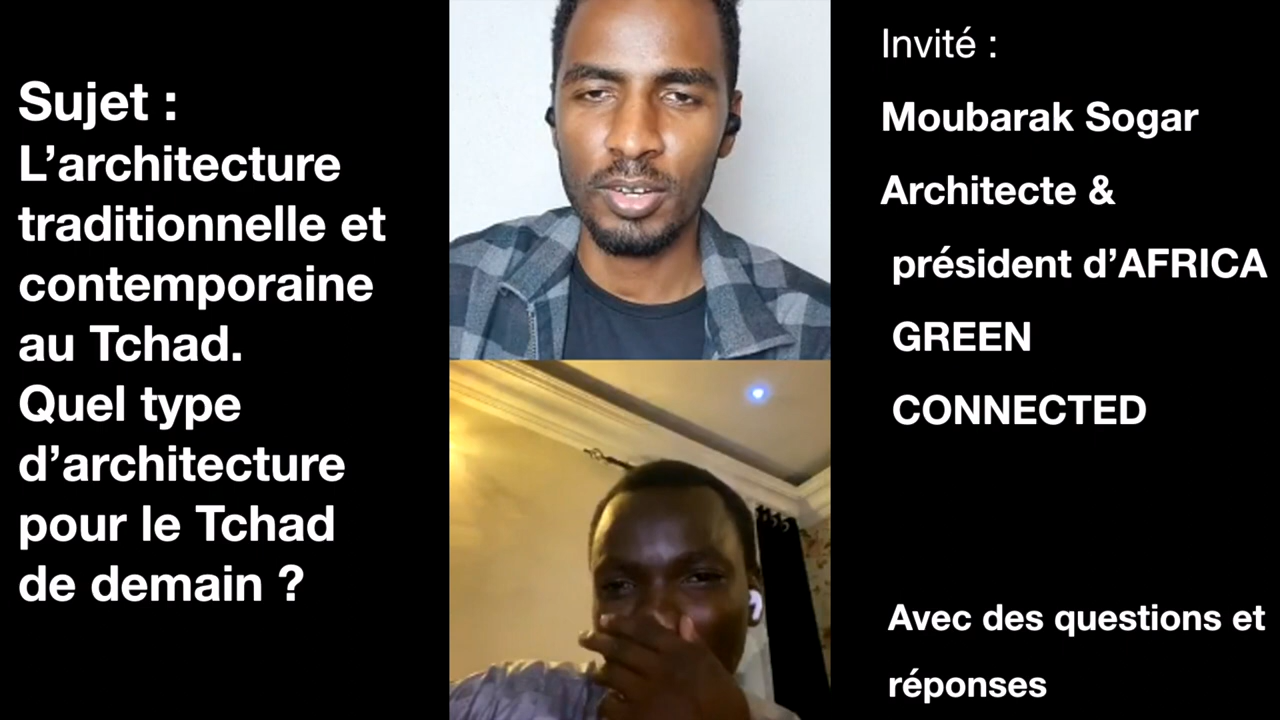 Sujet :
L’architecture
traditionnelle et
contemporaine
au Tchad.
Quel type
d’architecture
pour le Tchad
de demain ?
Invité :
Moubarak Sogar
Architecte &
président d’AFRICA
GREEN
CONNECTED
Avec des questions et
réponses